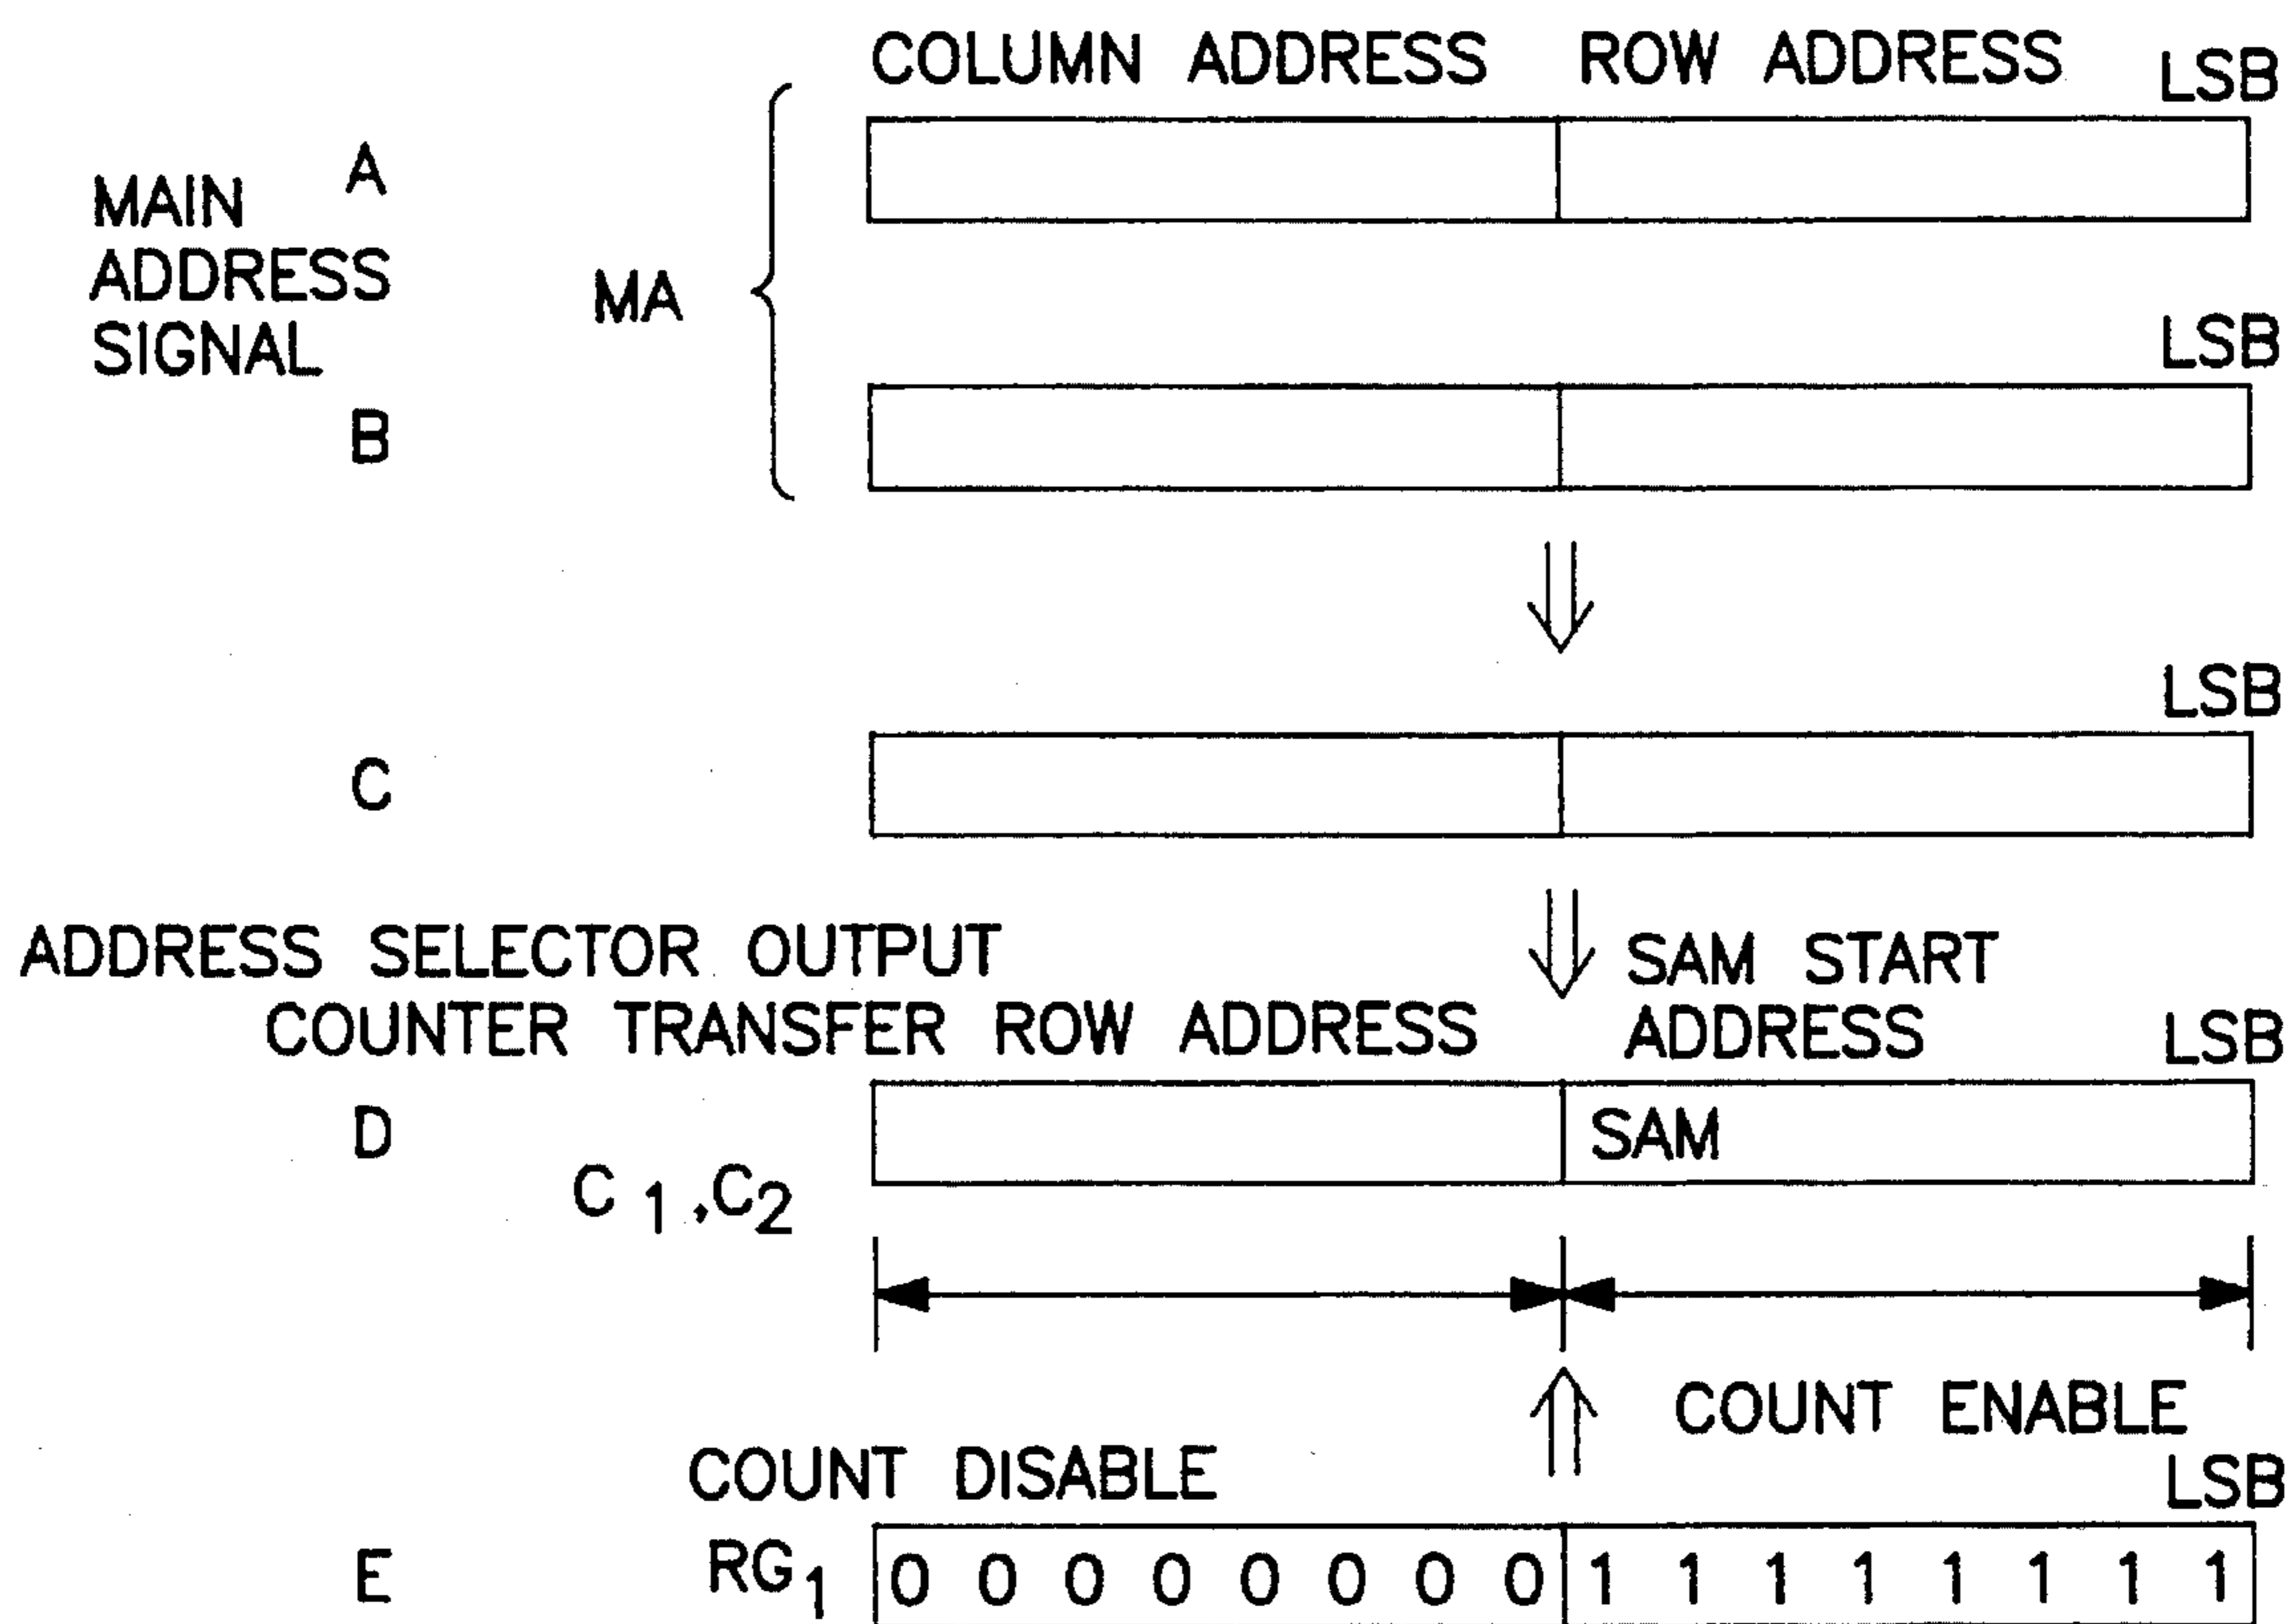 COLUMN ADDRESS ROW ADDRESS LSB
A
MAIN
ADDRESS
SIGNAL
MA
LSB
B
LSB
C
ADDRESS SELECTOR OUTPUT
SAM START
COUNTER TRANSFER ROW ADDRESS
ADDRESS
LSB
D
SAM
C1,C2
COUNT ENABLE
COUNT DISABLE
LSB
E
RG1
0 0 0 0 0 0 0 0 1 1 1 1 1 1 1 1